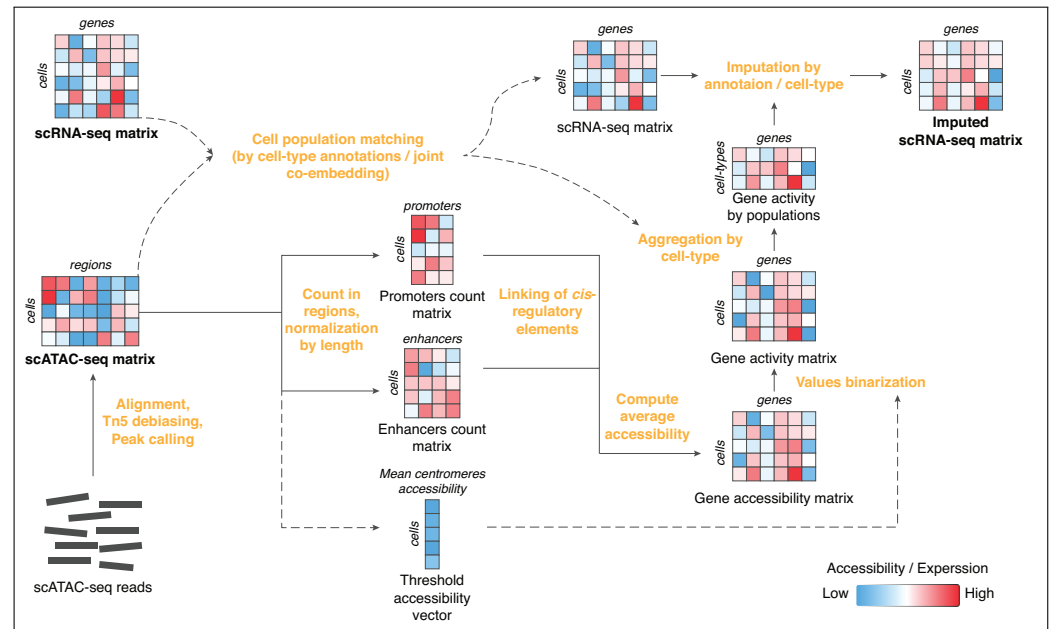 genes
cells
scRNA-seq matrix
Cell population matching
(by cell-type annotations / joint
co-embedding)
genes
cells
scRNA-seq matrix
Imputation by
annotaion / cell-type
genes
cells
Imputed
scRNA-seq matrix
genes
cell-types
Gene activity
by populations
Aggregation by
cell-type
regions
cells
scATAC-seq matrix
Count in
regions,
normalization
by length
promoters
cells
Promoters count
matrix
Linking of cis-
regulatory
elements
enhancers
cells
Enhancers count
matrix
genes
cells
Gene activity matrix
Values binarization
Compute
average
accessibility
genes
cells
Gene accessibility matrix
Alignment,
Tn5 debiasing,
Peak calling
scATAC-seq reads
Mean centromeres
accessibility
cells
Threshold
accessibility
vector
Accessibility / Experssion
Low
High